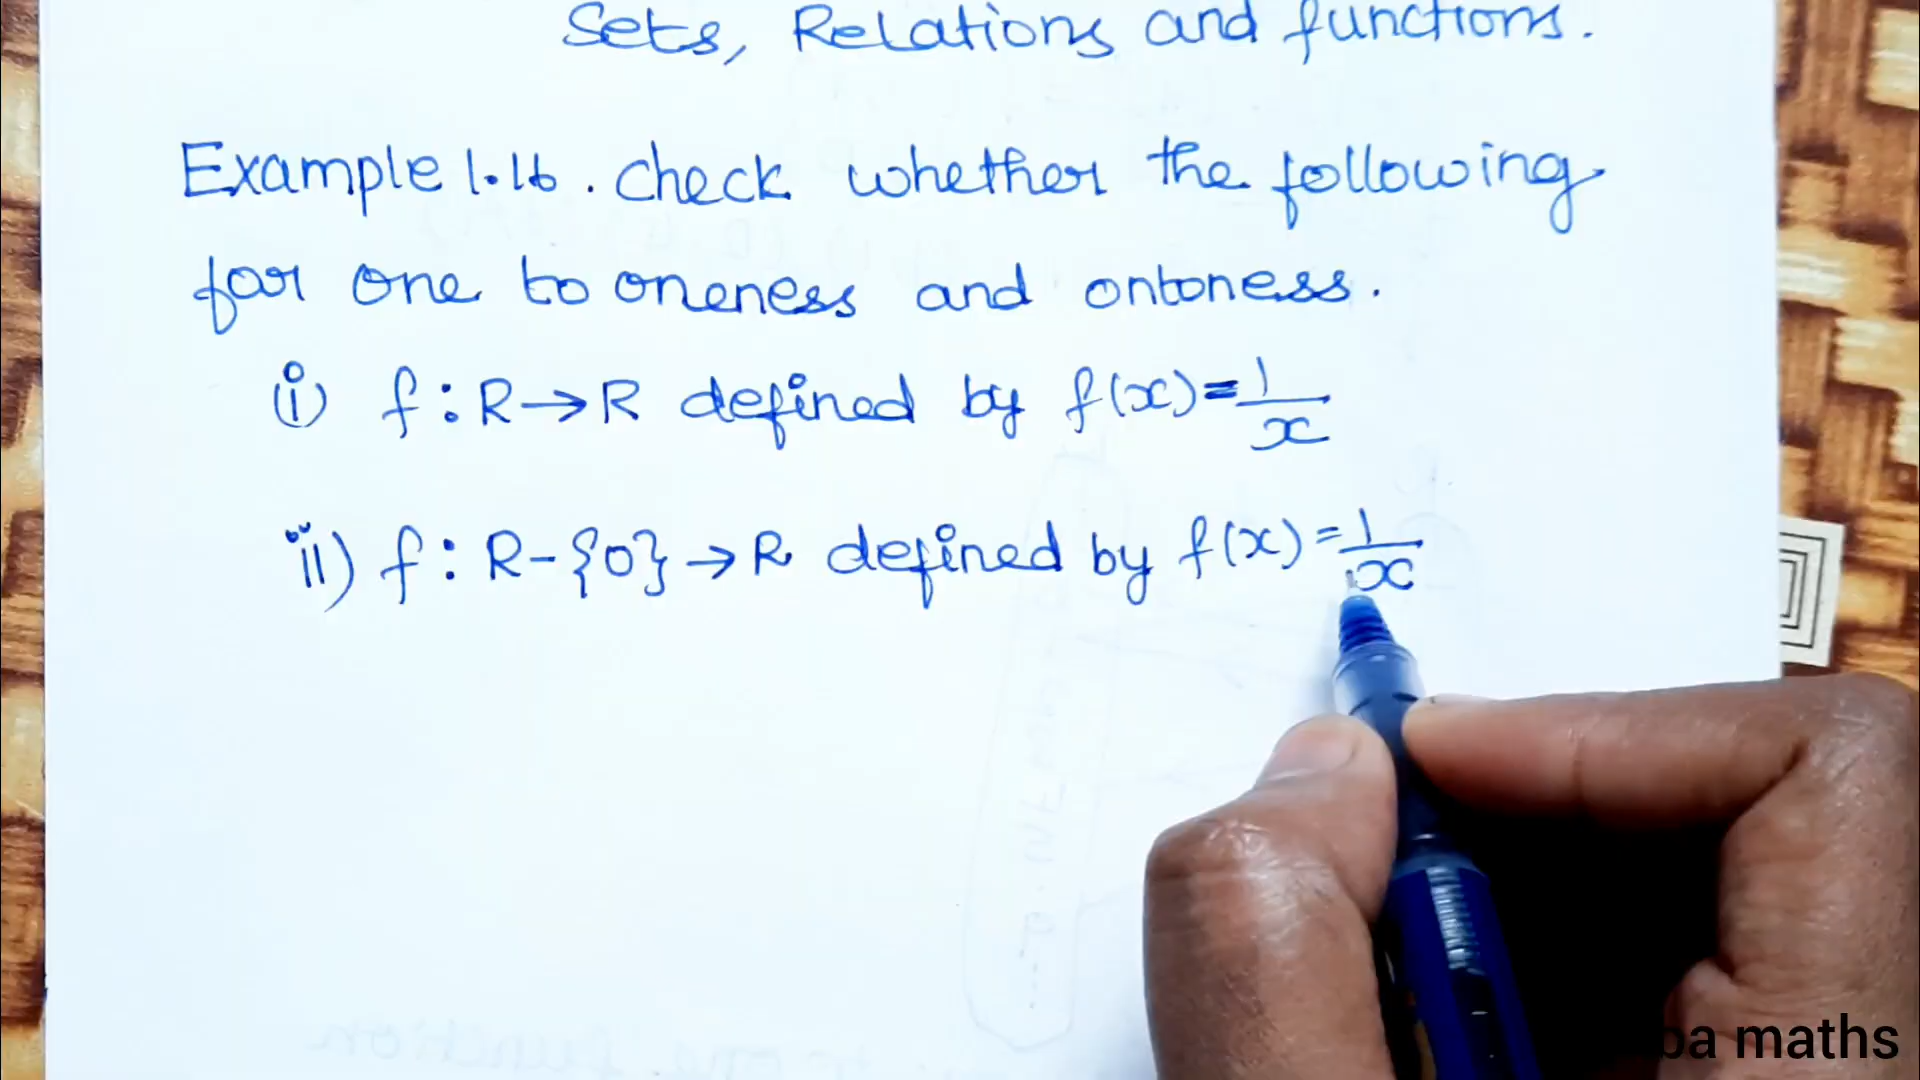 Sets, Relations and functions.
Example 1.16. check whether the following
for one to oneness and ontoness.
(i) f : R→R defined by f(x)=1/x
ii) f : R-{0}→R defined by f(x)=1/x
ba maths